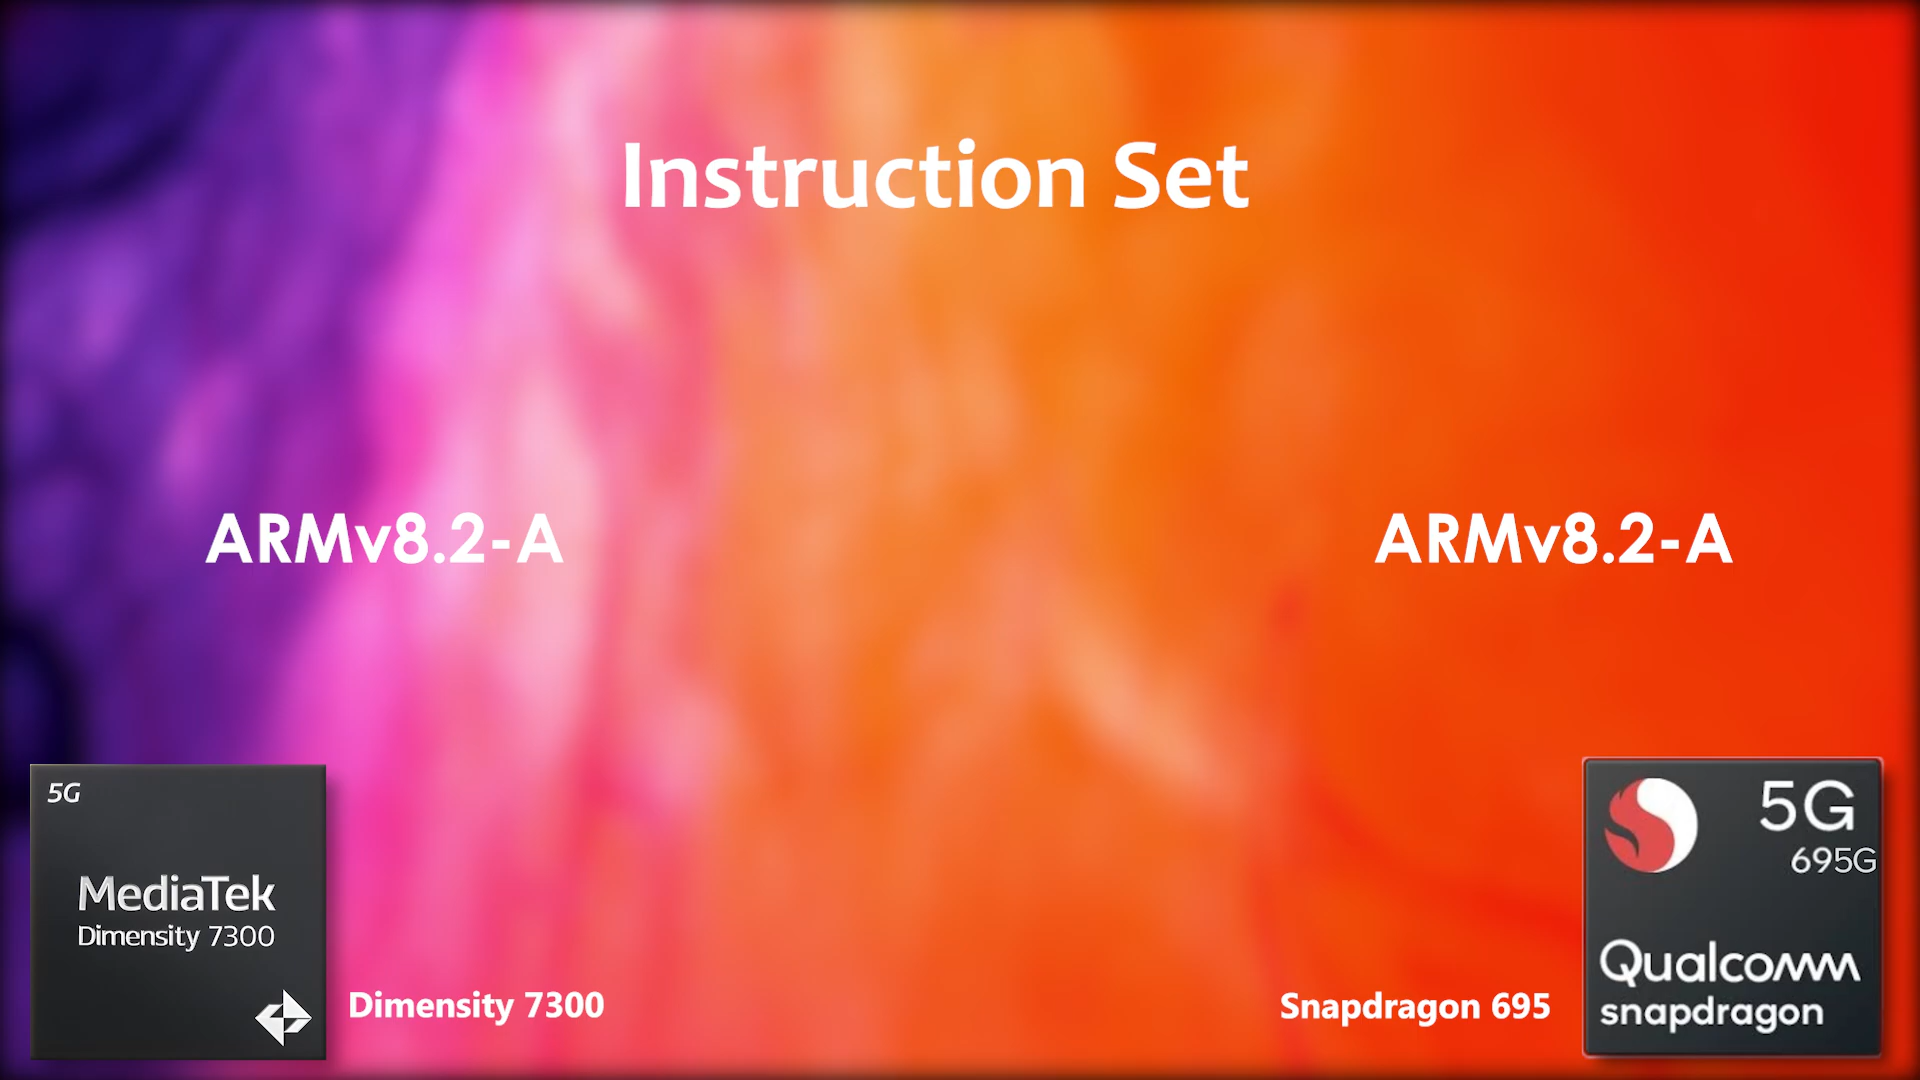 Instruction Set
ARMv8.2-A
ARMv8.2-A
5G
MediaTek
Dimensity 7300
Dimensity 7300
Snapdragon 695
5G
695G
Qualcomm
snapdragon